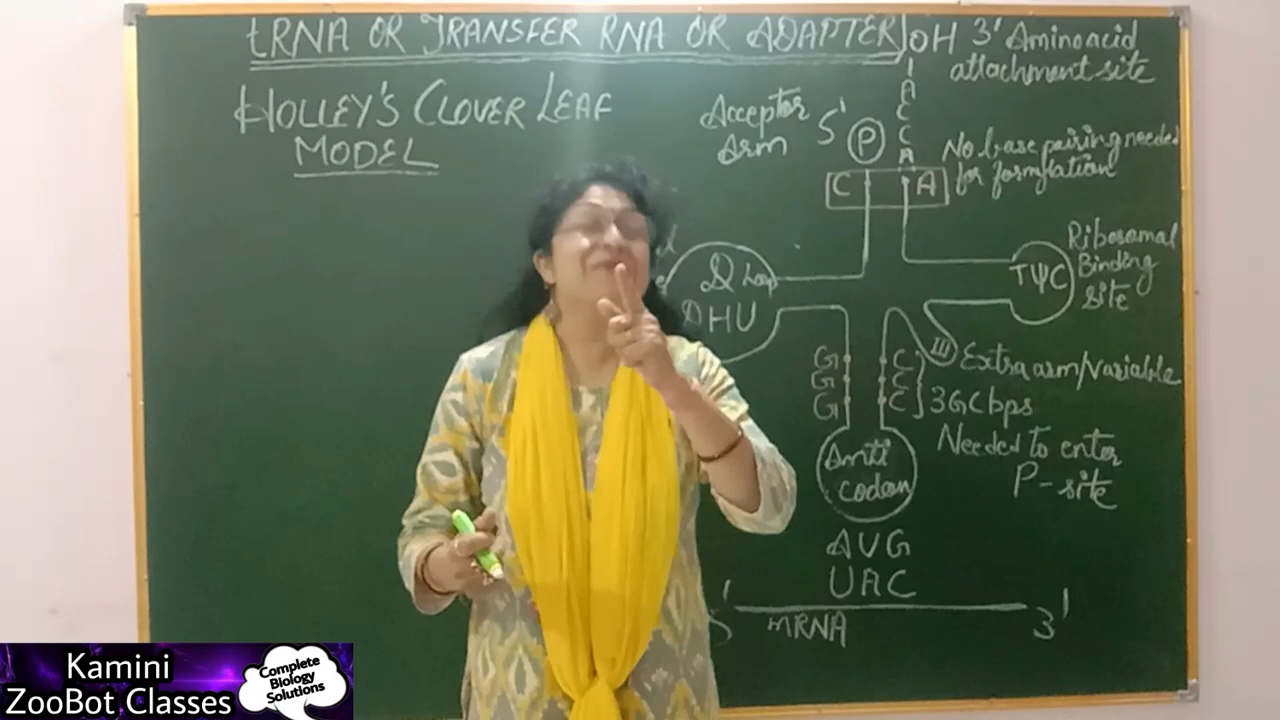 tRNA OR TRANSFER RNA OR ADAPTER
HOLLEY'S CLOVER LEAF
MODEL
Acceptor
Arm
5'
P
OH
A
C
C
A
3' Aminoacid
attachment site
No base pairing needed
for formylation
C A
D Loop
DHU
TΨC
Ribosomal
Binding
site
III Extra arm/variable
G C
G C
G C
3GC bps
Needed to enter
P-site
Anti
codon
AUG
UAC
5' 3'
mRNA
Kamini
ZooBot Classes
Complete
Biology
Solutions